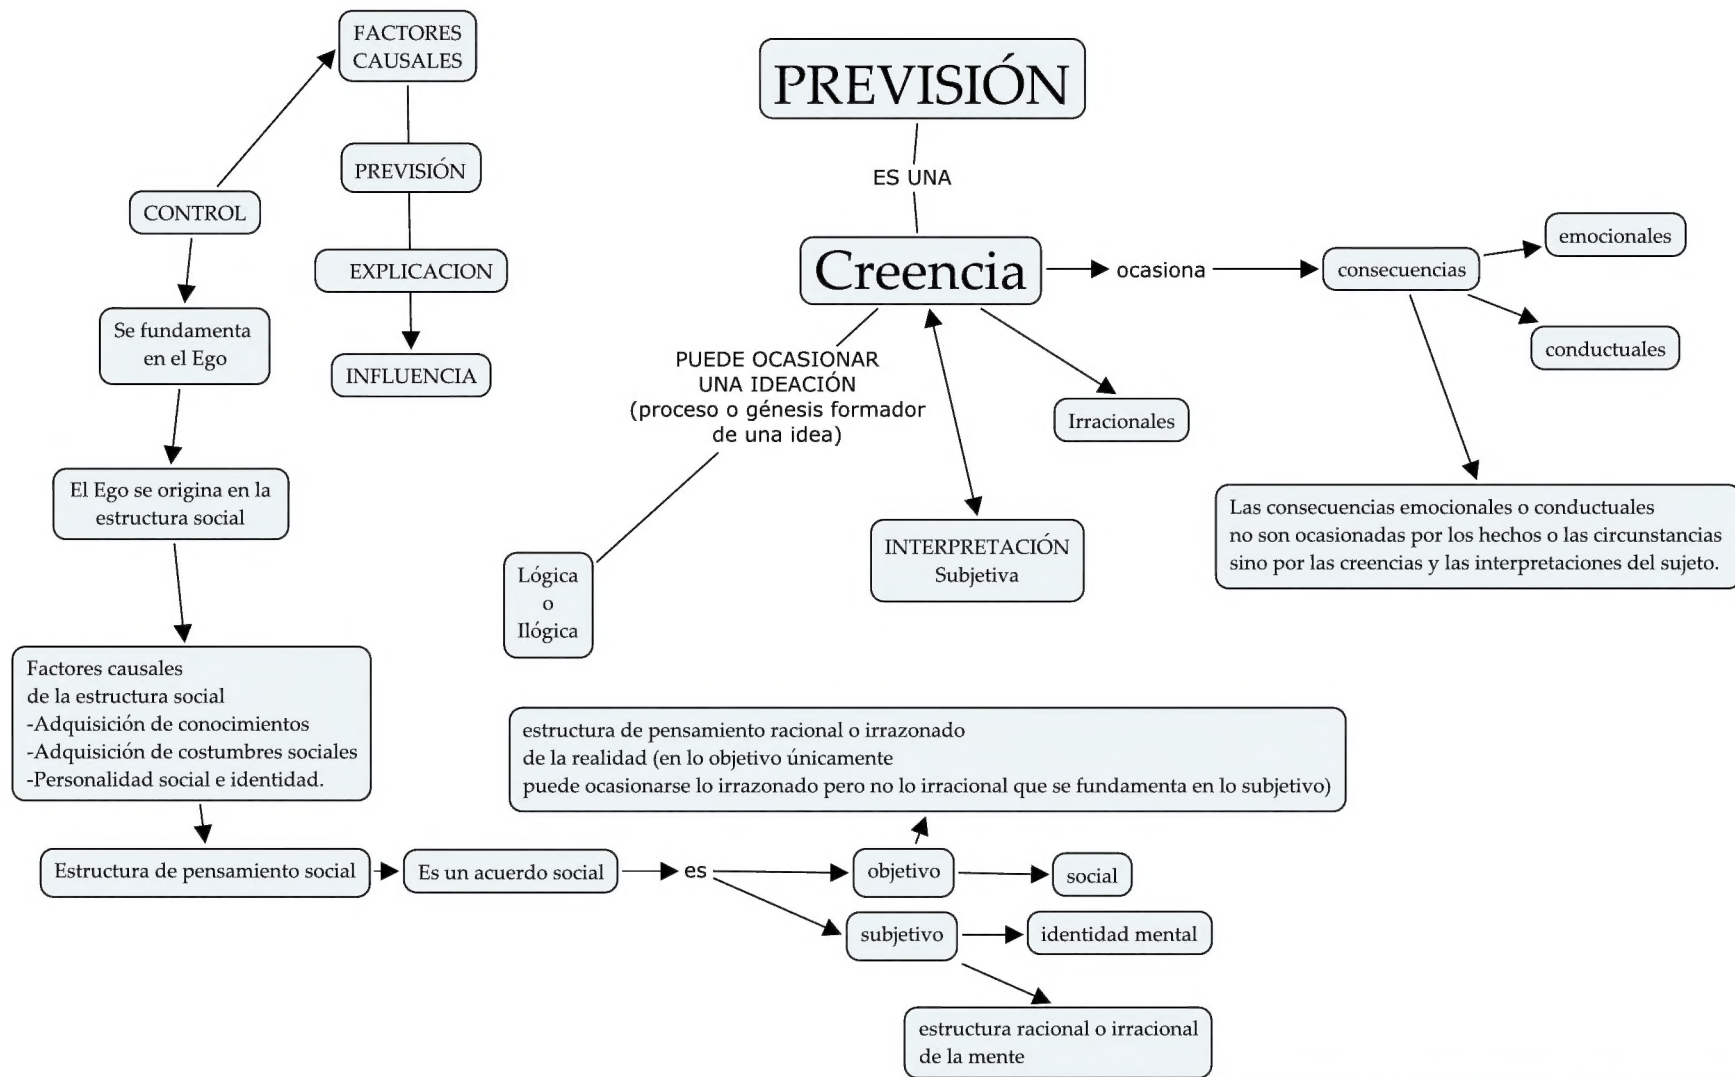 FACTORES
CAUSALES
PREVISIÓN
EXPLICACION
INFLUENCIA
CONTROL
Se fundamenta
en el Ego
El Ego se origina en la
estructura social
Factores causales
de la estructura social
-Adquisición de conocimientos
-Adquisición de costumbres sociales
-Personalidad social e identidad.
Estructura de pensamiento social
Es un acuerdo social
es
objetivo
social
subjetivo
identidad mental
estructura racional o irracional
de la mente
estructura de pensamiento racional o irrazonado
de la realidad (en lo objetivo únicamente
puede ocasionarse lo irrazonado pero no lo irracional que se fundamenta en lo subjetivo)
PREVISIÓN
ES UNA
Creencia
ocasiona
consecuencias
emocionales
conductuales
Las consecuencias emocionales o conductuales
no son ocasionadas por los hechos o las circunstancias
sino por las creencias y las interpretaciones del sujeto.
PUEDE OCASIONAR
UNA IDEACIÓN
(proceso o génesis formador
de una idea)
Lógica
o
Ilógica
INTERPRETACIÓN
Subjetiva
Irracionales